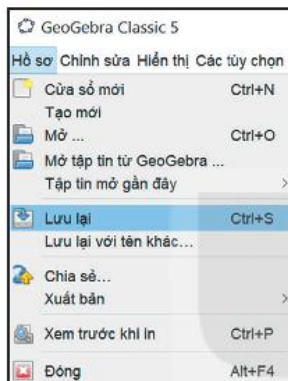 GeoGebra Classic 5
Hồ sơ Chỉnh sửa Hiển thị Các tùy chọn
Cửa sổ mới Ctrl+N
Tạo mới
Mở ... Ctrl+O
Mở tập tin từ GeoGebra ...
Tập tin mở gần đây
Lưu lại Ctrl+S
Lưu lại với tên khác...
Chia sẻ...
Xuất bản
Xem trước khi in Ctrl+P
Đóng Alt+F4